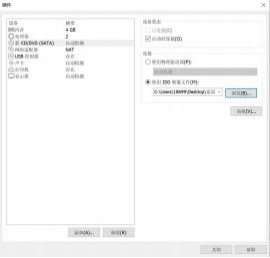 硬件
设备 摘要
内存 4 GB
处理器 2
新 CD/DVD (SATA) 自动检测
网络适配器 NAT
USB 控制器 存在
声卡 自动检测
打印机 存在
显示器 自动检测
添加(A)... 移除(R)
设备状态
已连接(C)
启动时连接(O)
连接
使用物理驱动器(P):
自动检测
使用 ISO 映像文件(M):
浏览(B)...
高级(V)...
关闭 帮助